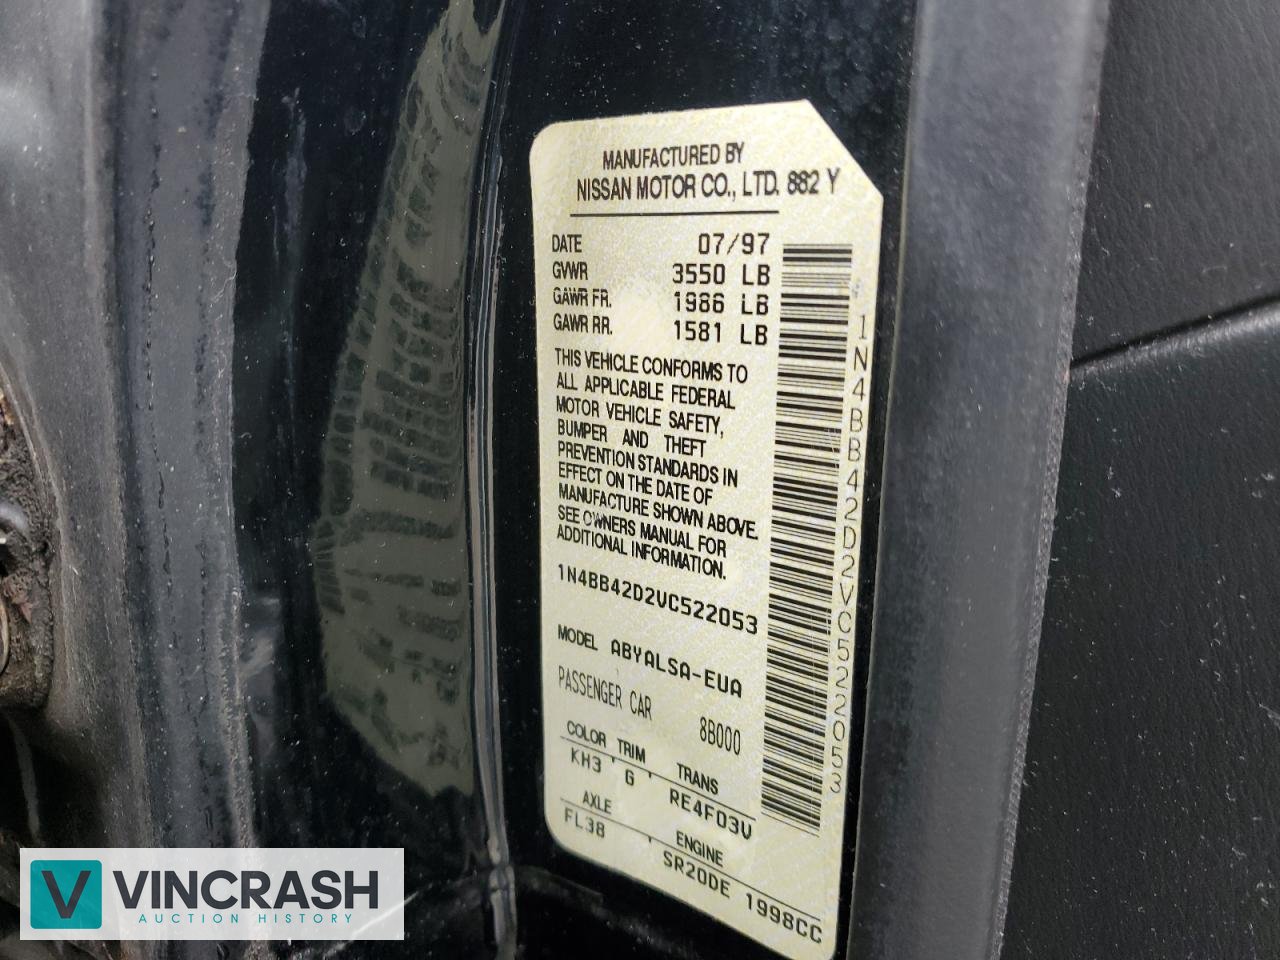 MANUFACTURED BY
NISSAN MOTOR CO., LTD. 882 Y
DATE 07/97
GVWR 3550 LB
GAWR FR. 1986 LB
GAWR RR. 1581 LB
THIS VEHICLE CONFORMS TO
ALL APPLICABLE FEDERAL
MOTOR VEHICLE SAFETY,
BUMPER AND THEFT
PREVENTION STANDARDS IN
EFFECT ON THE DATE OF
MANUFACTURE SHOWN ABOVE.
SEE OWNERS MANUAL FOR
ADDITIONAL INFORMATION.
1N4BB42D2VC522053
MODEL ABYALSA-EUA
PASSENGER CAR 8B000
COLOR TRIM TRANS
KH3 G RE4F03V
AXLE ENGINE
FL38 SR20DE 1998CC
1N4BB42D2VC522053
V VINCRASH
AUCTION HISTORY